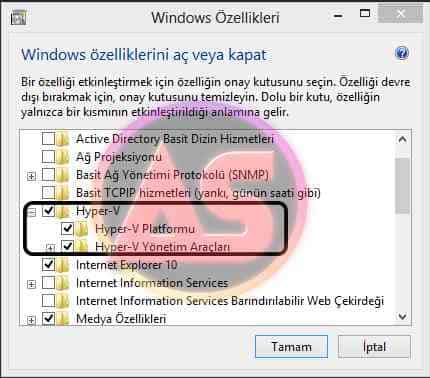 Windows Özellikleri
Windows özelliklerini aç veya kapat
Bir özelliği etkinleştirmek için özelliğin onay kutusunu seçin. Özelliği devre
dışı bırakmak için, onay kutusunu temizleyin. Dolu bir kutu, özelliğin
yalnızca bir kısmının etkinleştirildiği anlamına gelir.
Active Directory Basit Dizin Hizmetleri
Ağ Projeksiyonu
Basit Ağ Yönetimi Protokolü (SNMP)
Basit TCPIP hizmetleri (yankı, günün saati gibi)
Hyper-V
Hyper-V Platformu
Hyper-V Yönetim Araçları
Internet Explorer 10
Internet Information Services
Internet Information Services Barındırılabilir Web Çekirdeği
Medya Özellikleri
AS
Tamam
İptal